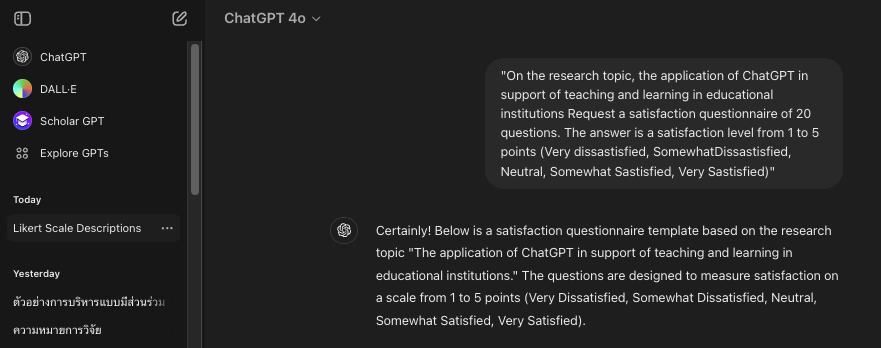 ChatGPT
DALL·E
Scholar GPT
Explore GPTs
Today
Likert Scale Descriptions
Yesterday
ตัวอย่างการบริหารแบบมีส่วนร่วม
ความหมายการวิจัย
ChatGPT 4o
"On the research topic, the application of ChatGPT in
support of teaching and learning in educational
institutions Request a satisfaction questionnaire of 20
questions. The answer is a satisfaction level from 1 to 5
points (Very dissastisfied, SomewhatDissastisfied,
Neutral, Somewhat Sastisfied, Very Sastisfied)"
Certainly! Below is a satisfaction questionnaire template based on the research
topic "The application of ChatGPT in support of teaching and learning in
educational institutions." The questions are designed to measure satisfaction on
a scale from 1 to 5 points (Very Dissatisfied, Somewhat Dissatisfied, Neutral,
Somewhat Satisfied, Very Satisfied).